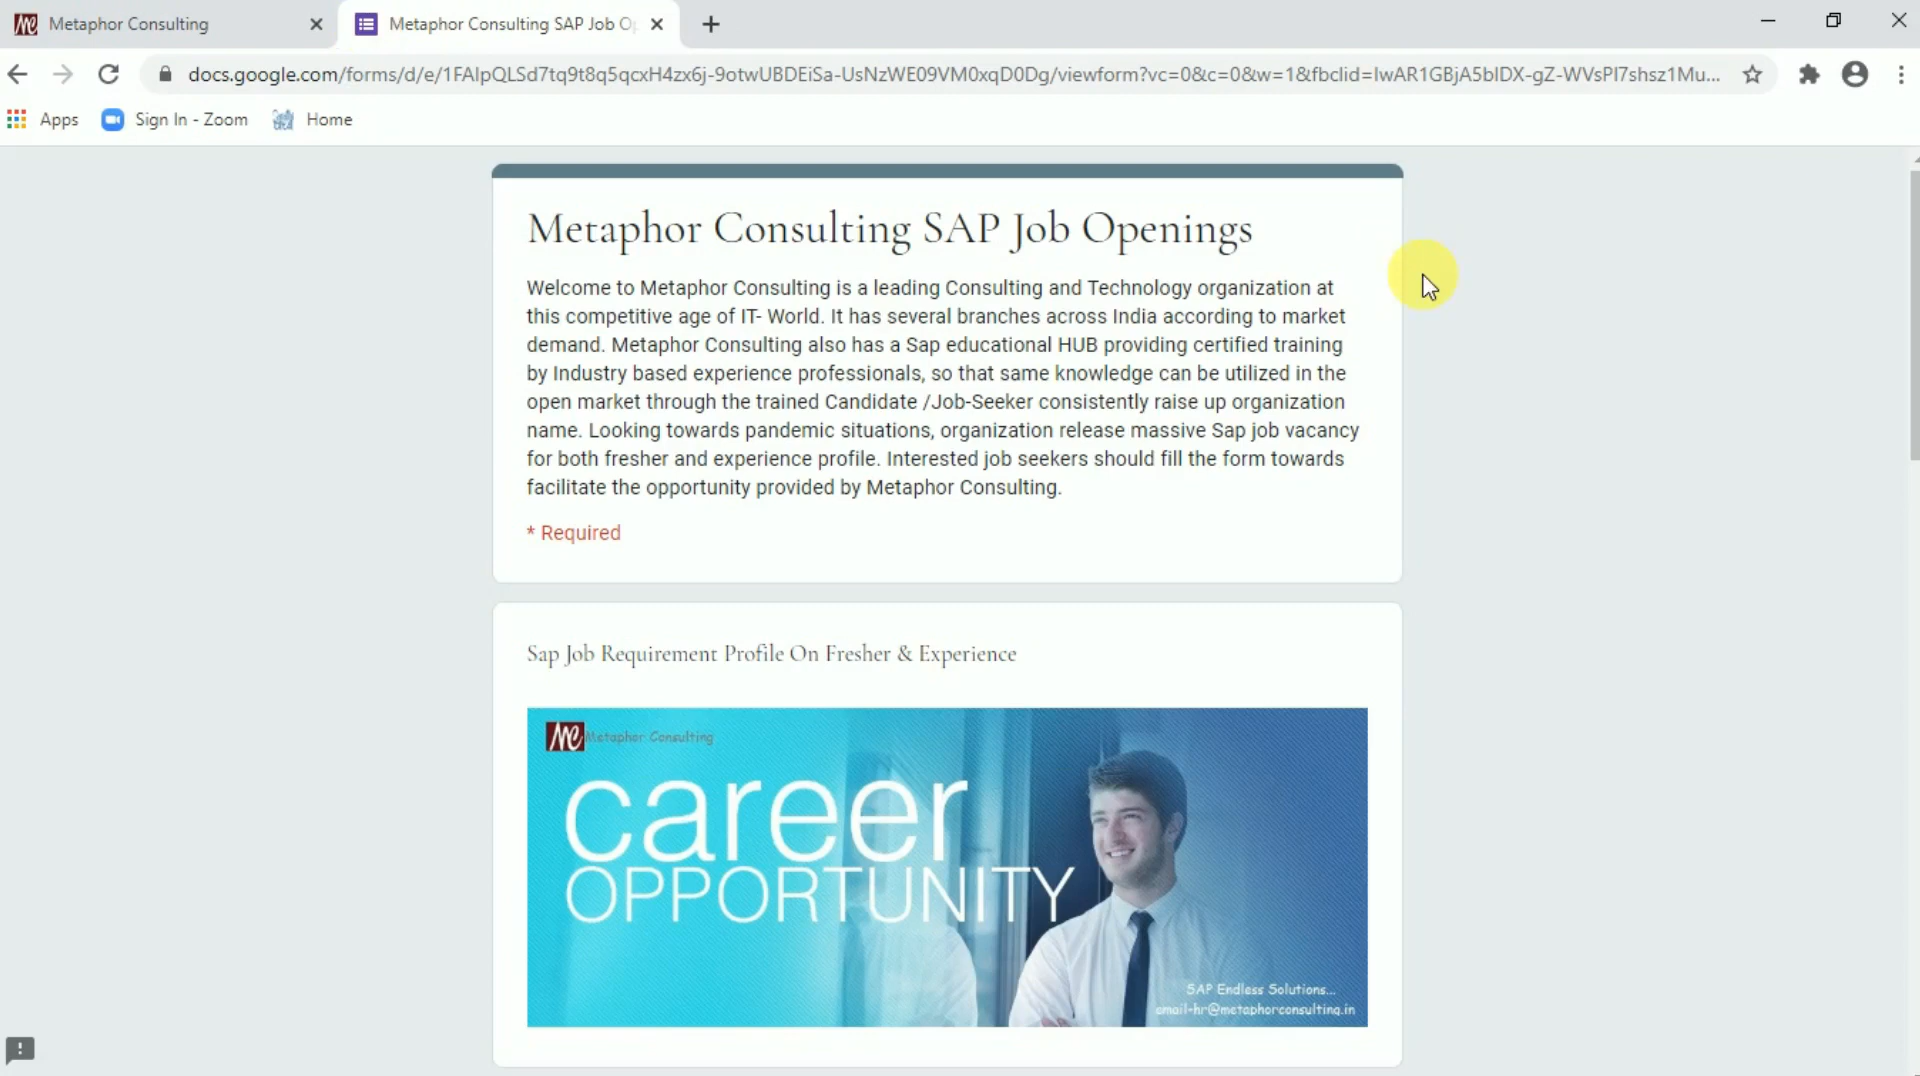 Metaphor Consulting
Metaphor Consulting SAP Job Op
docs.google.com/forms/d/e/1FAIpQLSd7tq9t8q5qcxH4zx6j-9otwUBDEiSa-UsNzWE09VM0xqD0Dg/viewform?vc=0&c=0&w=1&fbclid=IwAR1GBjA5bIDX-gZ-WVsPI7shsz1Mu...
Apps
Sign In - Zoom
Home
Metaphor Consulting SAP Job Openings
Welcome to Metaphor Consulting is a leading Consulting and Technology organization at
this competitive age of IT- World. It has several branches across India according to market
demand. Metaphor Consulting also has a Sap educational HUB providing certified training
by Industry based experience professionals, so that same knowledge can be utilized in the
open market through the trained Candidate /Job-Seeker consistently raise up organization
name. Looking towards pandemic situations, organization release massive Sap job vacancy
for both fresher and experience profile. Interested job seekers should fill the form towards
facilitate the opportunity provided by Metaphor Consulting.
* Required
Sap Job Requirement Profile On Fresher & Experience
MC Metaphor Consulting
career
OPPORTUNITY
SAP Endless Solutions...
email-hr@metaphorconsulting.in